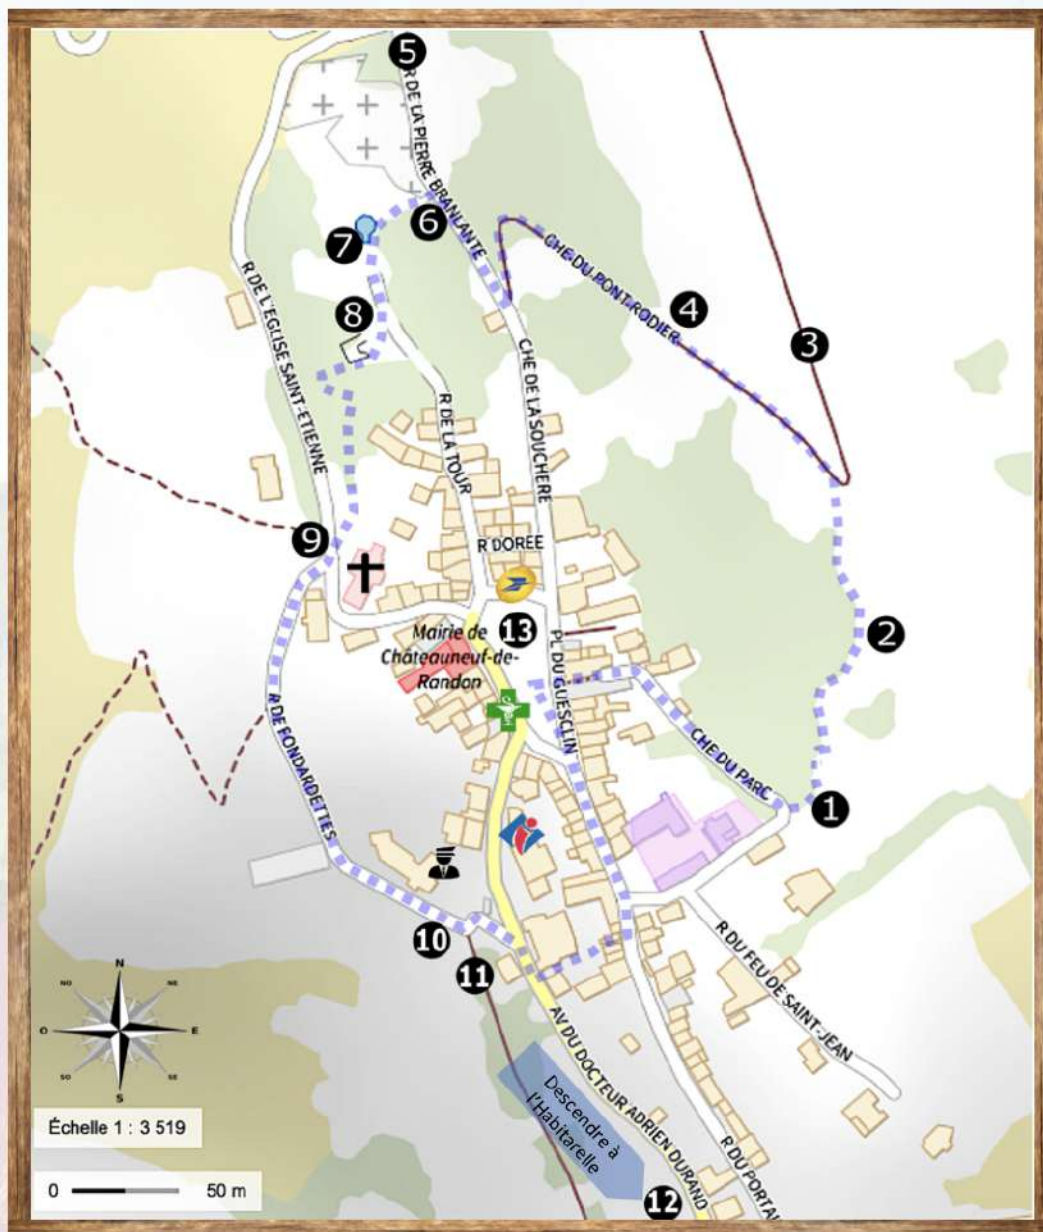 5
R DE LA PIERRE BRANLANTE
6
7
CHE DU PONT RODIER
4
3
8
R DE L'EGLISE SAINT-ETIENNE
CHE DE LA SOUCHERE
R DE LA TOUR
9
R DOREE
13
2
Mairie de
Châteauneuf-de-
Randon
PL DU GUESCLIN
R DE FONDARDETTES
CHE DU PARC
1
10
11
R DU FEU DE SAINT-JEAN
N
NO
NE
O
E
SO
SE
S
AV DU DOCTEUR ADRIEN DURAND
Descendre à
l'Habitarelle
R DU PORTAI
12
Échelle 1 : 3 519
0
50 m